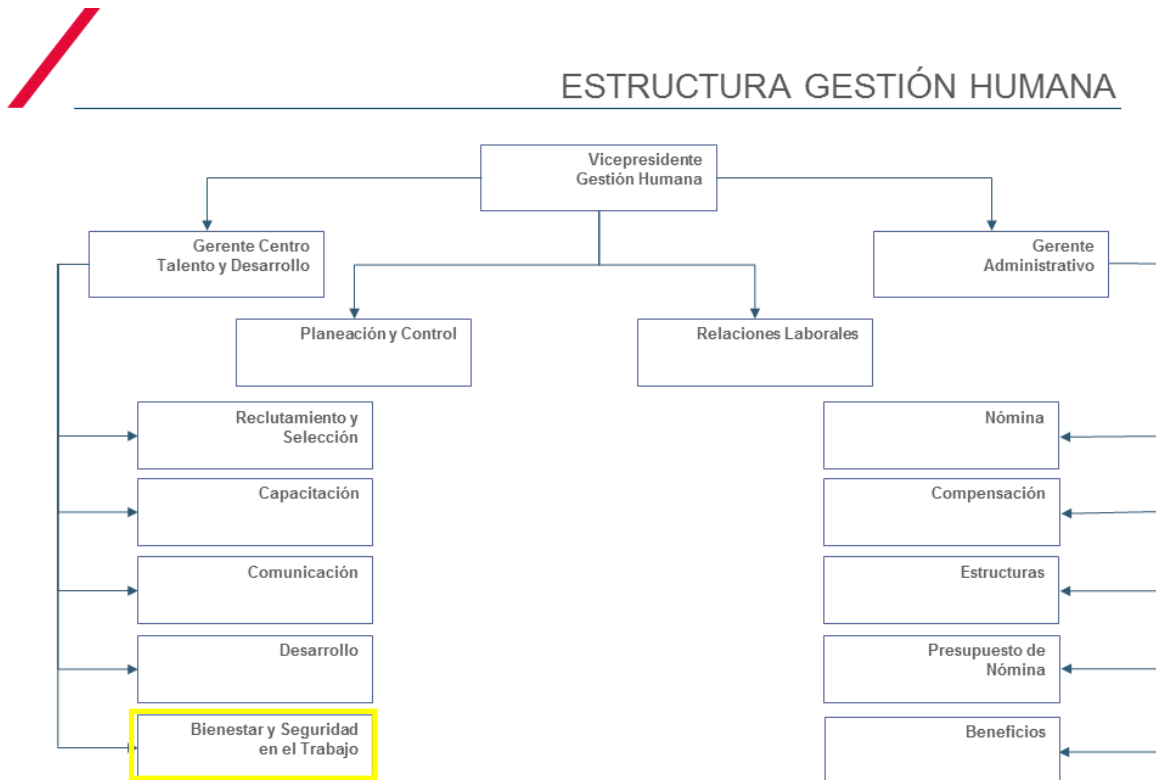 ESTRUCTURA GESTIÓN HUMANA
Vicepresidente
Gestión Humana
Gerente Centro
Talento y Desarrollo
Gerente
Administrativo
Planeación y Control
Relaciones Laborales
Reclutamiento y
Selección
Nómina
Capacitación
Compensación
Comunicación
Estructuras
Desarrollo
Presupuesto de
Nómina
Bienestar y Seguridad
en el Trabajo
Beneficios